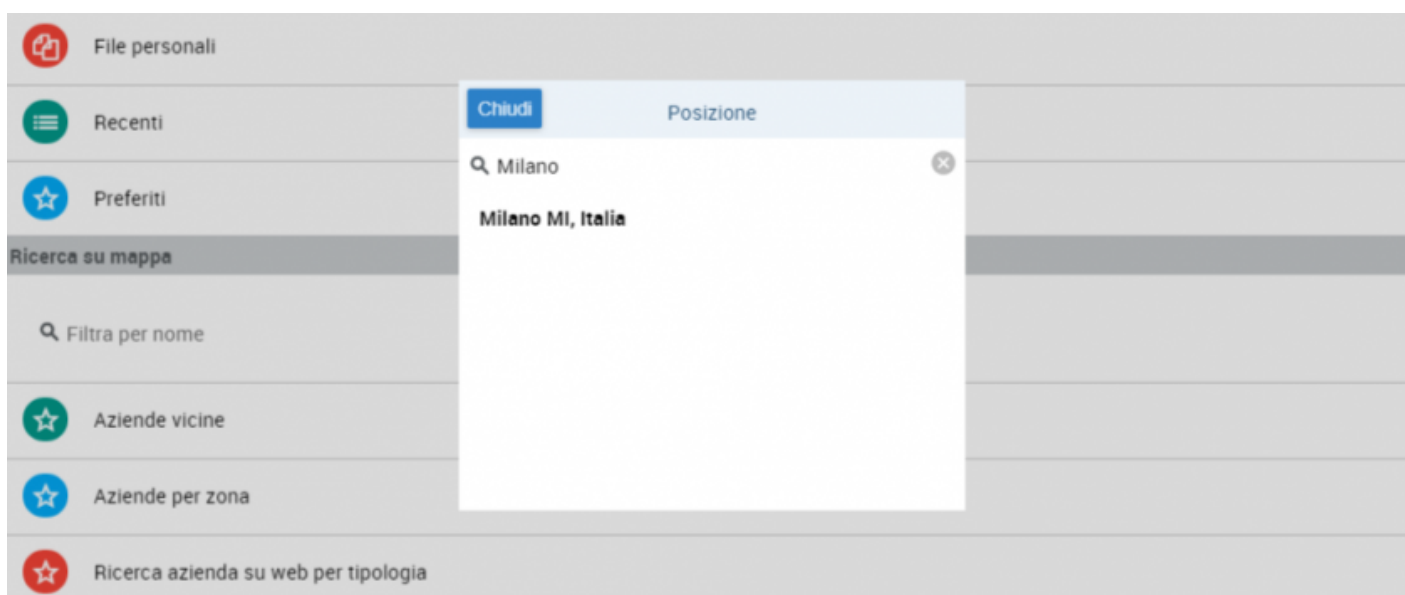 File personali
Recenti
Preferiti
Ricerca su mappa
Filtra per nome
Aziende vicine
Aziende per zona
Ricerca azienda su web per tipologia
Chiudi
Posizione
Milano
Milano MI, Italia